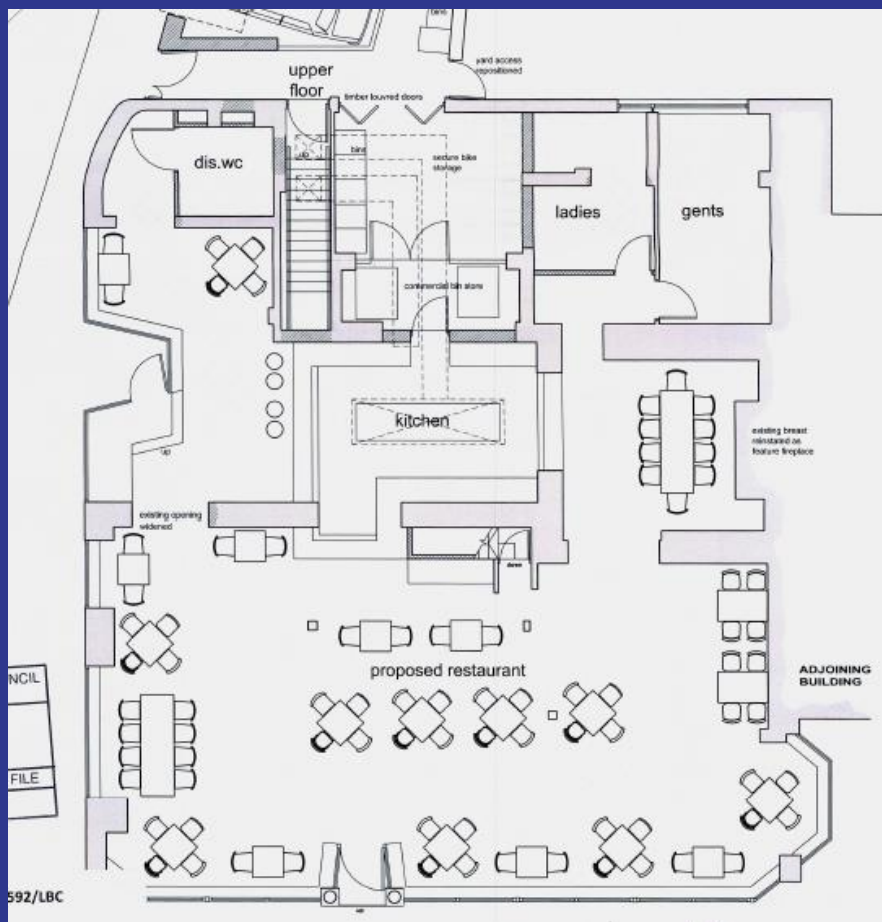 bins
yard access
repositioned
upper
floor
timber louvred doors
dis.wc
up
bins
secure bike
storage
ladies
gents
commercial bin store
kitchen
existing breast
reinstated as
feature fireplace
up
existing opening
widened
down
proposed restaurant
ADJOINING
BUILDING
NCIL
FILE
592/LBC